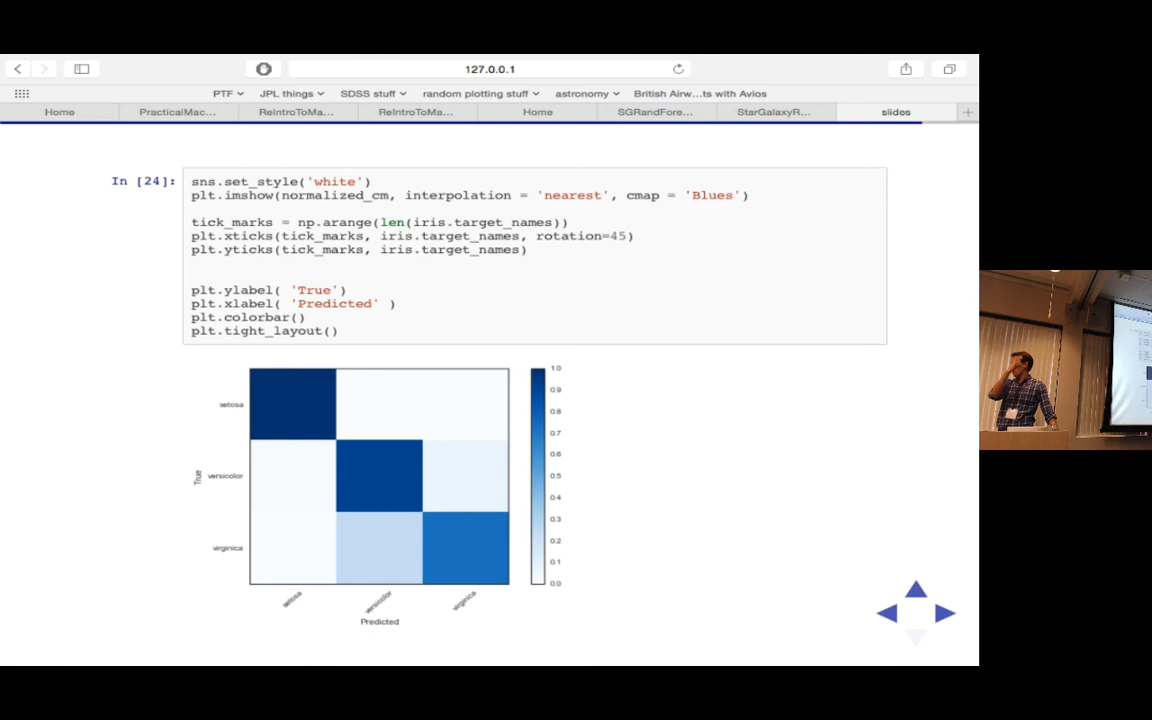 127.0.0.1
PTF JPL things SDSS stuff random plotting stuff astronomy British Airw...ts with Avios
Home PracticalMac... ReIntroToMa... ReIntroToMa... Home SGRandFore... StarGalaxyR... slides
In [24]: sns.set_style('white')
plt.imshow(normalized_cm, interpolation = 'nearest', cmap = 'Blues')
tick_marks = np.arange(len(iris.target_names))
plt.xticks(tick_marks, iris.target_names, rotation=45)
plt.yticks(tick_marks, iris.target_names)
plt.ylabel( 'True')
plt.xlabel( 'Predicted' )
plt.colorbar()
plt.tight_layout()
1.0
0.9
setosa
0.8
0.7
0.6
True versicolor
0.5
0.4
0.3
virginica
0.2
0.1
0.0
setosa versicolor virginica
Predicted